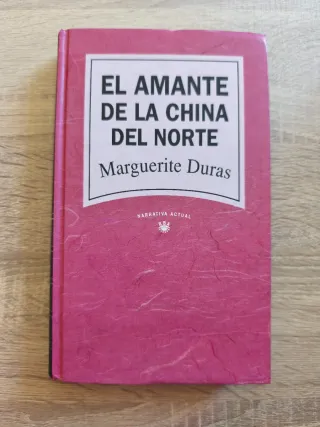 EL AMANTE
DE LA CHINA
DEL NORTE
Marguerite Duras
NARRATIVA ACTUAL